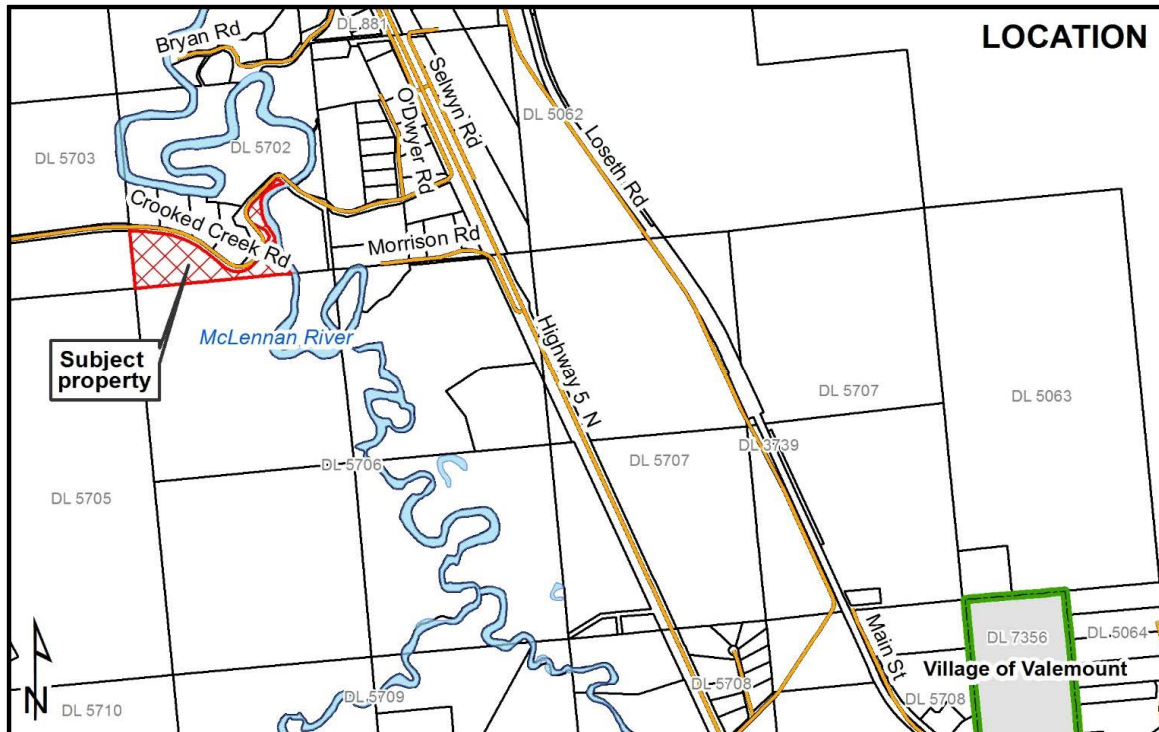 LOCATION
DL 881
Bryan Rd
Selwyn Rd
O'Dwyer Rd
DL 5062
Loseth Rd
DL 5703
DL 5702
Crooked Creek Rd
Morrison Rd
McLennan River
Subject
property
Highway 5 N
DL 5707
DL 5063
DL 3739
DL 5706
DL 5707
DL 5705
Main St
DL 7356
DL 5064
Village of Valemount
DL 5708
DL 5708
DL 5709
DL 5710
N